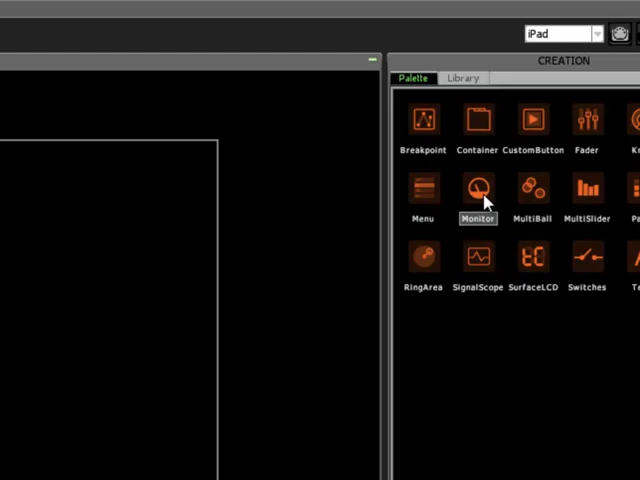 iPad
CREATION
Palette Library
Breakpoint Container CustomButton Fader
Menu Monitor MultiBall MultiSlider
RingArea SignalScope SurfaceLCD Switches